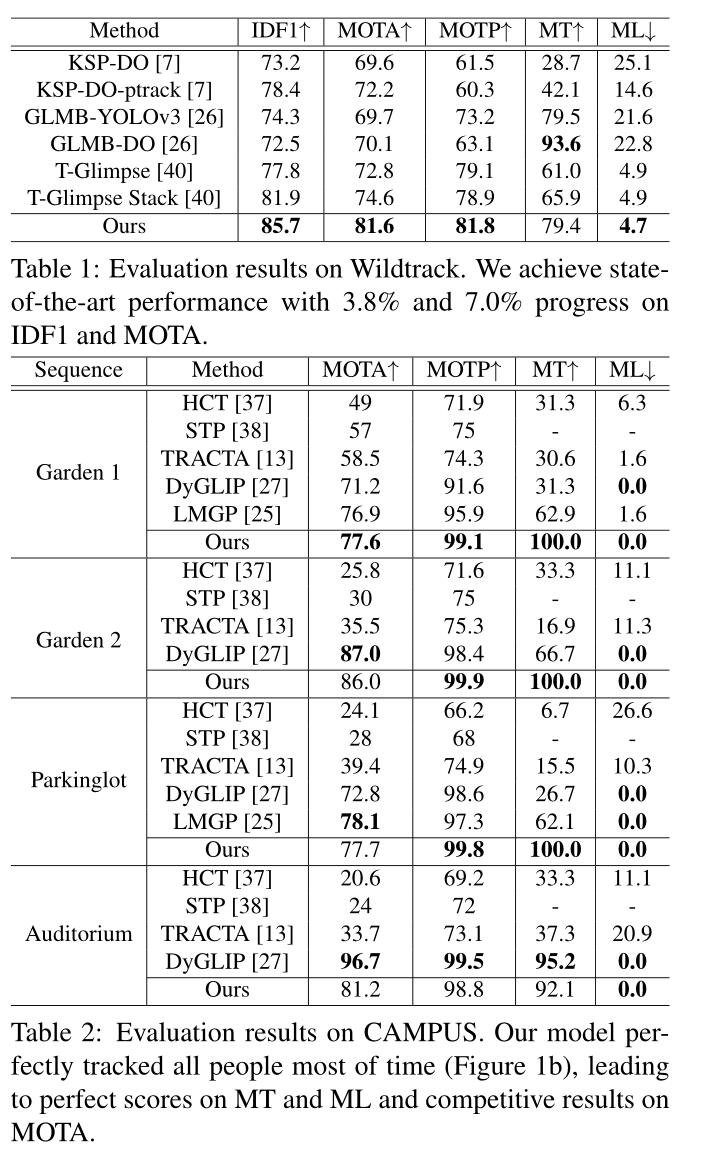 Method IDF1↑ MOTA↑ MOTP↑ MT↑ ML↓
KSP-DO [7] 73.2 69.6 61.5 28.7 25.1
KSP-DO-ptrack [7] 78.4 72.2 60.3 42.1 14.6
GLMB-YOLOv3 [26] 74.3 69.7 73.2 79.5 21.6
GLMB-DO [26] 72.5 70.1 63.1 93.6 22.8
T-Glimpse [40] 77.8 72.8 79.1 61.0 4.9
T-Glimpse Stack [40] 81.9 74.6 78.9 65.9 4.9
Ours 85.7 81.6 81.8 79.4 4.7
Table 1: Evaluation results on Wildtrack. We achieve state-
of-the-art performance with 3.8% and 7.0% progress on
IDF1 and MOTA.
Sequence Method MOTA↑ MOTP↑ MT↑ ML↓
HCT [37] 49 71.9 31.3 6.3
STP [38] 57 75 - -
TRACTA [13] 58.5 74.3 30.6 1.6
Garden 1
DyGLIP [27] 71.2 91.6 31.3 0.0
LMGP [25] 76.9 95.9 62.9 1.6
Ours 77.6 99.1 100.0 0.0
HCT [37] 25.8 71.6 33.3 11.1
STP [38] 30 75 - -
Garden 2 TRACTA [13] 35.5 75.3 16.9 11.3
DyGLIP [27] 87.0 98.4 66.7 0.0
Ours 86.0 99.9 100.0 0.0
HCT [37] 24.1 66.2 6.7 26.6
STP [38] 28 68 - -
TRACTA [13] 39.4 74.9 15.5 10.3
Parkinglot
DyGLIP [27] 72.8 98.6 26.7 0.0
LMGP [25] 78.1 97.3 62.1 0.0
Ours 77.7 99.8 100.0 0.0
HCT [37] 20.6 69.2 33.3 11.1
STP [38] 24 72 - -
Auditorium TRACTA [13] 33.7 73.1 37.3 20.9
DyGLIP [27] 96.7 99.5 95.2 0.0
Ours 81.2 98.8 92.1 0.0
Table 2: Evaluation results on CAMPUS. Our model per-
fectly tracked all people most of time (Figure 1b), leading
to perfect scores on MT and ML and competitive results on
MOTA.